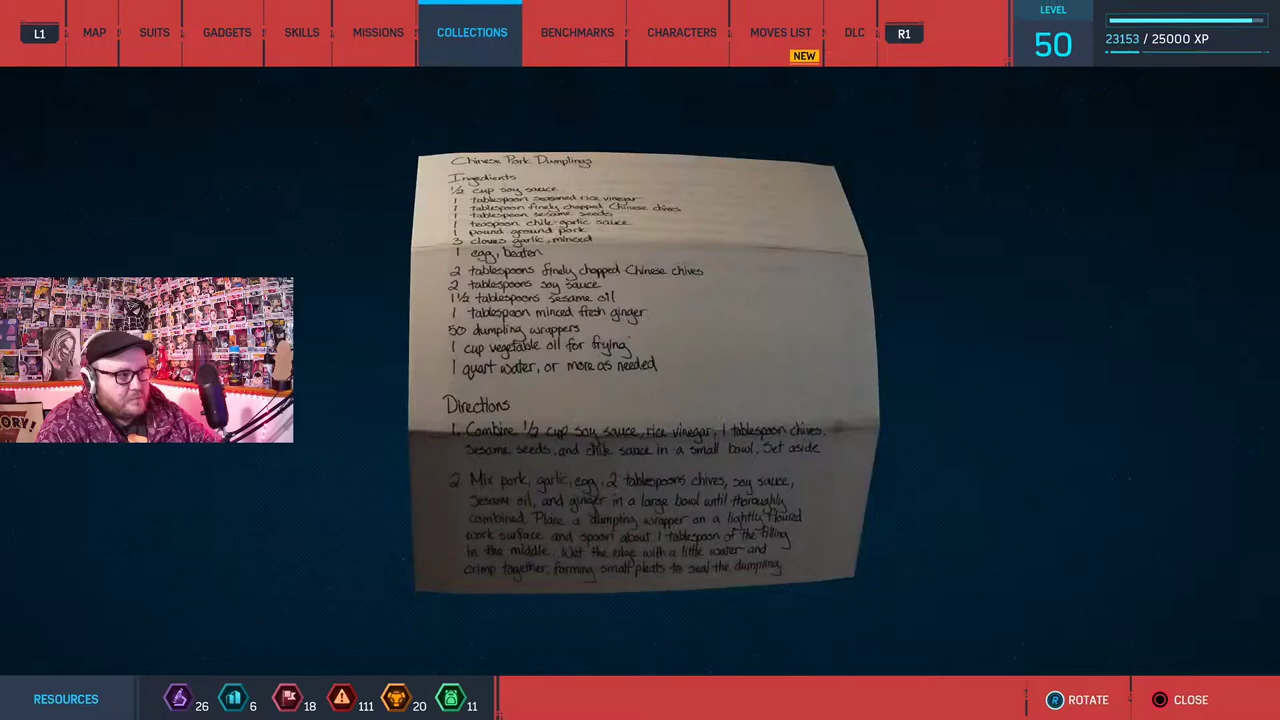 L1
MAP
SUITS
GADGETS
SKILLS
MISSIONS
COLLECTIONS
BENCHMARKS
CHARACTERS
MOVES LIST
NEW
DLC
R1
LEVEL
50
23153 / 25000 XP
Chinese Pork Dumplings
Ingredients
1/2 cup soy sauce
1 tablespoon seasoned rice vinegar
1 tablespoon finely chopped Chinese chives
1 tablespoon sesame seeds
1 teaspoon chile-garlic sauce
1 pound ground pork
3 cloves garlic, minced
1 egg, beaten
2 tablespoons finely chopped Chinese chives
2 tablespoons soy sauce
1 1/2 tablespoons sesame oil
1 tablespoon minced fresh ginger
50 dumpling wrappers
1 cup vegetable oil for frying
1 quart water, or more as needed
Directions
1. Combine 1/2 cup soy sauce, rice vinegar, 1 tablespoon chives,
sesame seeds, and chile sauce in a small bowl. Set aside
2. Mix pork, garlic, egg, 2 tablespoons chives, soy sauce,
sesame oil, and ginger in a large bowl until thoroughly
combined. Place a dumpling wrapper on a lightly floured
work surface and spoon about 1 tablespoon of the filling
in the middle. Wet the edge with a little water and
crimp together, forming small pleats to seal the dumpling
RESOURCES
26
6
18
111
20
11
R ROTATE
CLOSE